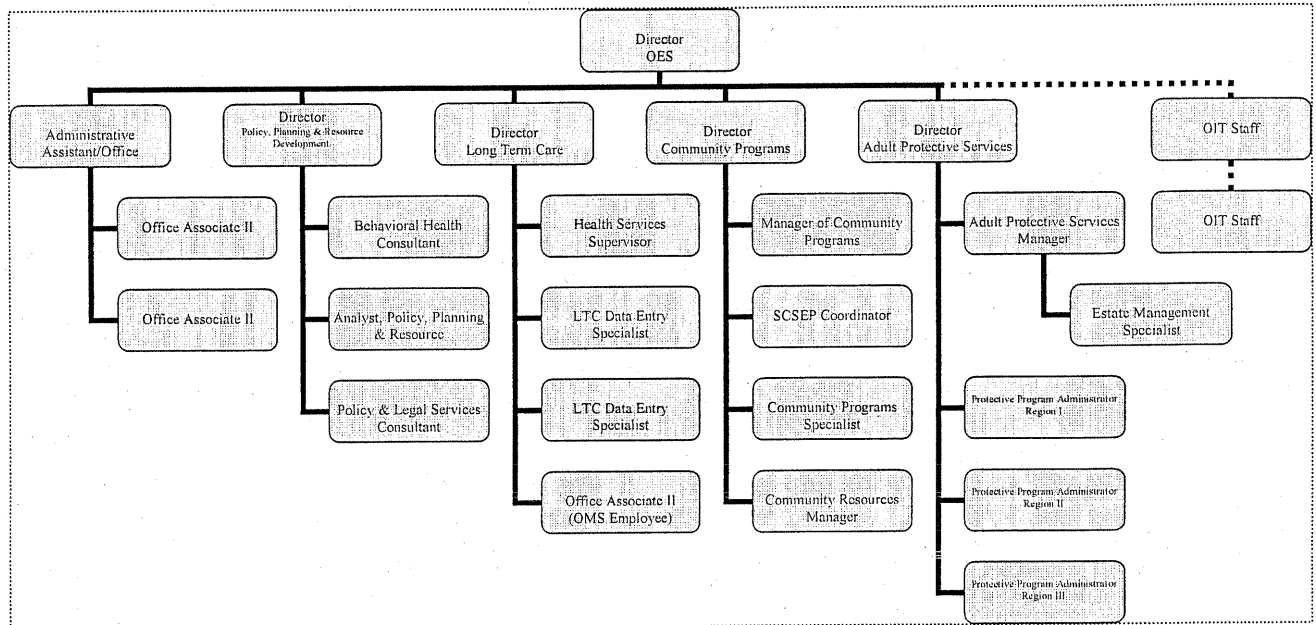 Director
OES
Administrative
Assistant/Office
Director
Policy, Planning & Resource
Development
Director
Long Term Care
Director
Community Programs
Director
Adult Protective Services
OIT Staff
Office Associate II
Behavioral Health
Consultant
Health Services
Supervisor
Manager of Community
Programs
Adult Protective Services
Manager
OIT Staff
Office Associate II
Analyst, Policy, Planning
& Resource
LTC Data Entry
Specialist
SCSEP Coordinator
Estate Management
Specialist
Policy & Legal Services
Consultant
LTC Data Entry
Specialist
Community Programs
Specialist
Protective Program Administrator
Region I
Office Associate II
(OMS Employee)
Community Resources
Manager
Protective Program Administrator
Region II
Protective Program Administrator
Region III